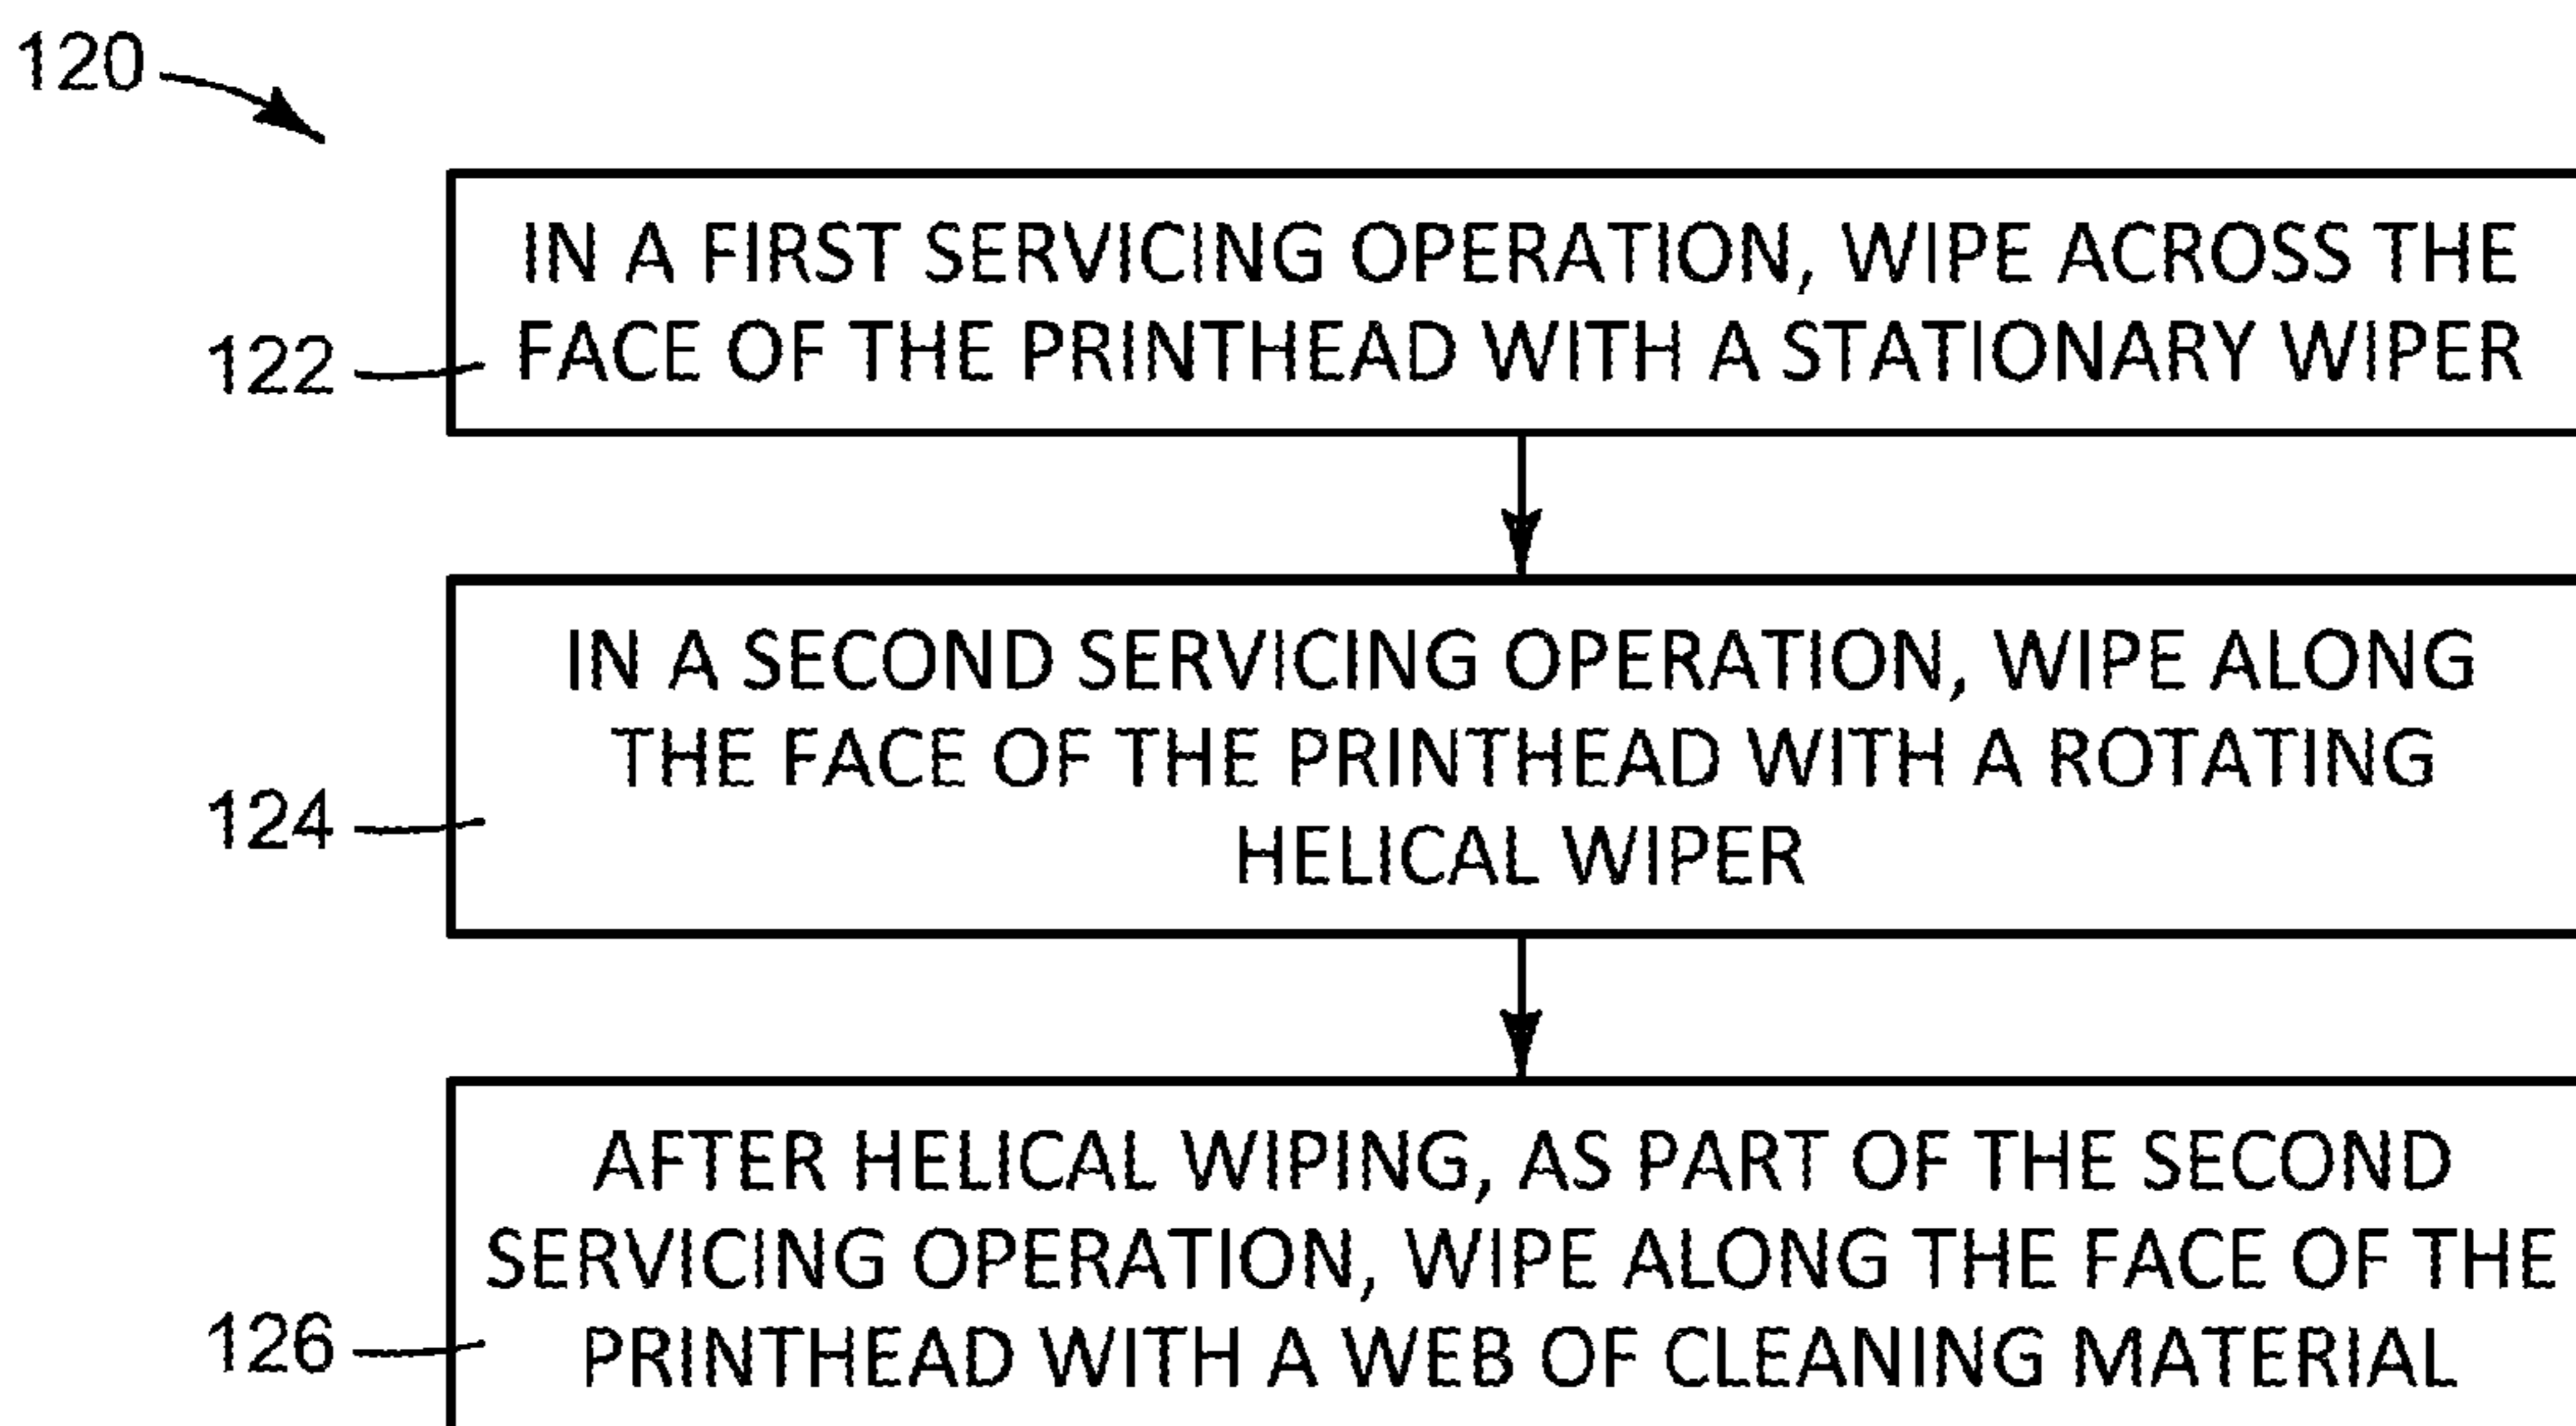 120
IN A FIRST SERVICING OPERATION, WIPE ACROSS THE
FACE OF THE PRINTHEAD WITH A STATIONARY WIPER
122
IN A SECOND SERVICING OPERATION, WIPE ALONG
THE FACE OF THE PRINTHEAD WITH A ROTATING
124
HELICAL WIPER
AFTER HELICAL WIPING, AS PART OF THE SECOND
SERVICING OPERATION, WIPE ALONG THE FACE OF THE
126
PRINTHEAD WITH A WEB OF CLEANING MATERIAL